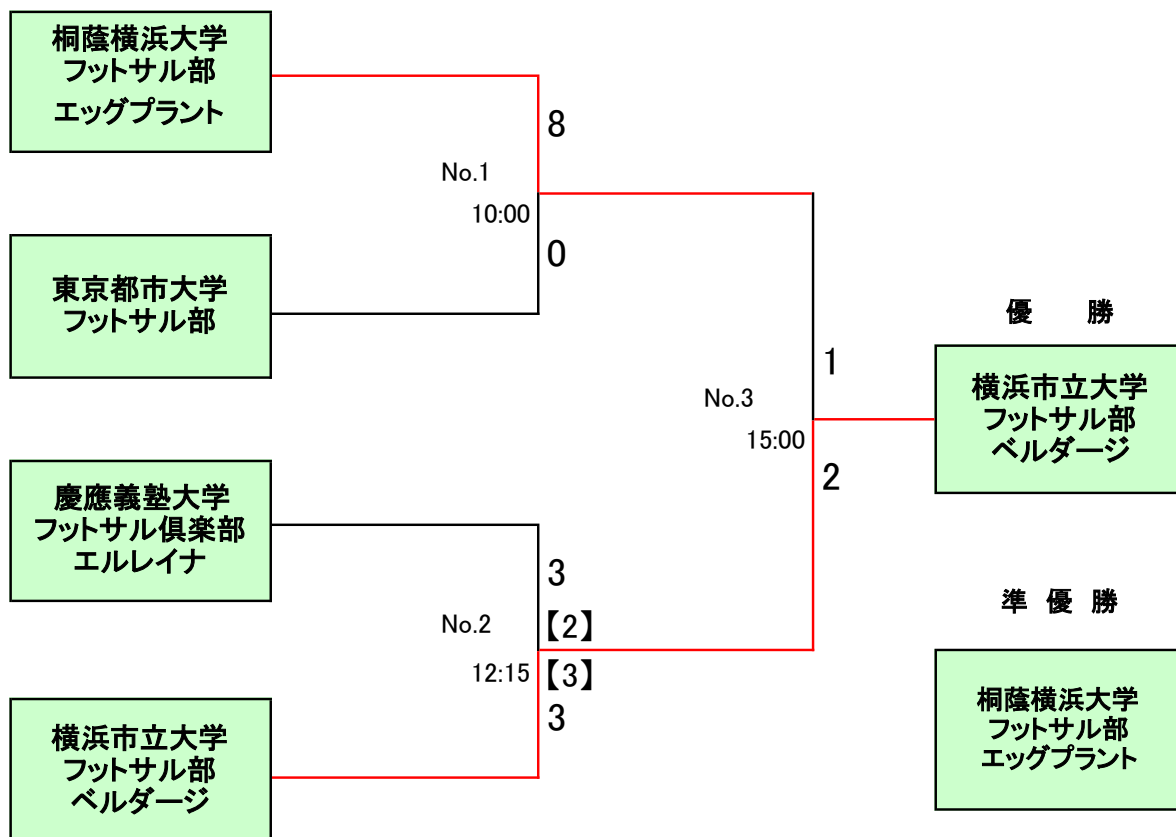 桐蔭横浜大学
フットサル部
エッグプラント
8
No.1
10:00
0
東京都市大学
フットサル部
優 勝
1
横浜市立大学
フットサル部
ベルダージ
No.3
15:00
2
慶應義塾大学
フットサル倶楽部
エルレイナ
3
準 優 勝
No.2
【2】
12:15
【3】
3
横浜市立大学
フットサル部
ベルダージ
桐蔭横浜大学
フットサル部
エッグプラント